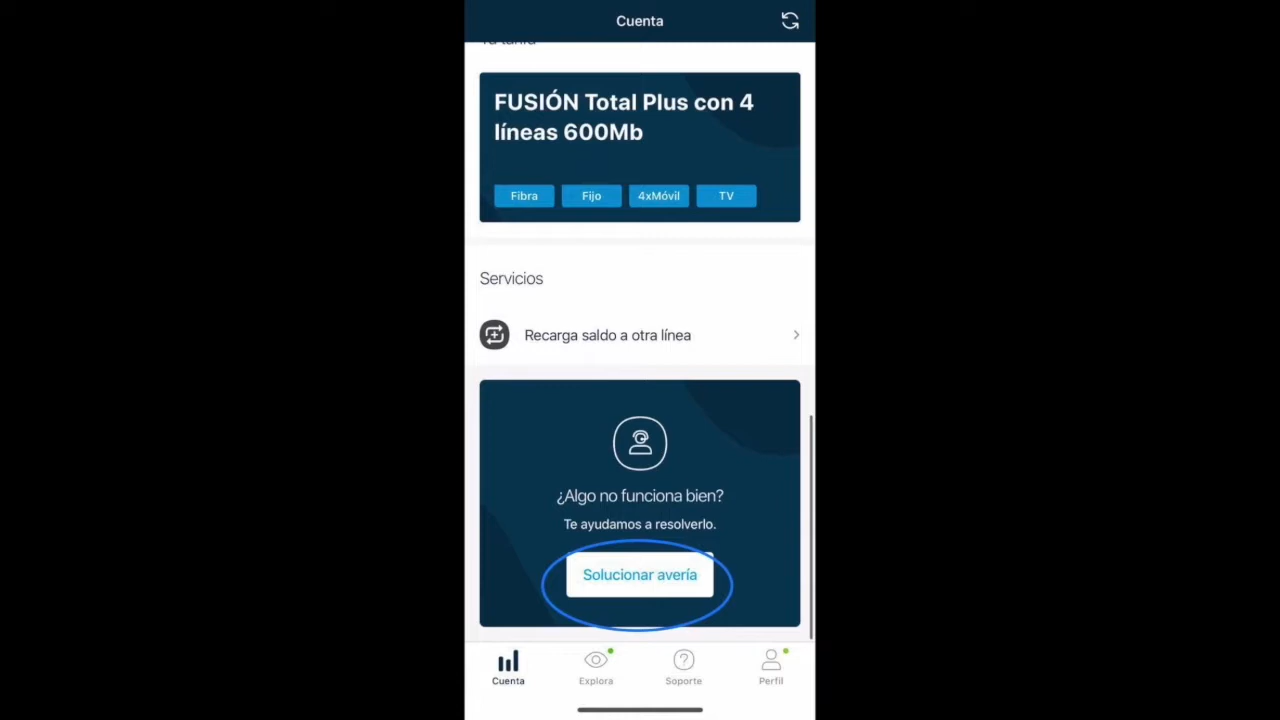 Cuenta
FUSIÓN Total Plus con 4
líneas 600Mb
Fibra
Fijo
4xMóvil
TV
Servicios
Recarga saldo a otra línea
¿Algo no funciona bien?
Te ayudamos a resolverlo.
Solucionar avería
Cuenta
Explora
Soporte
Perfil